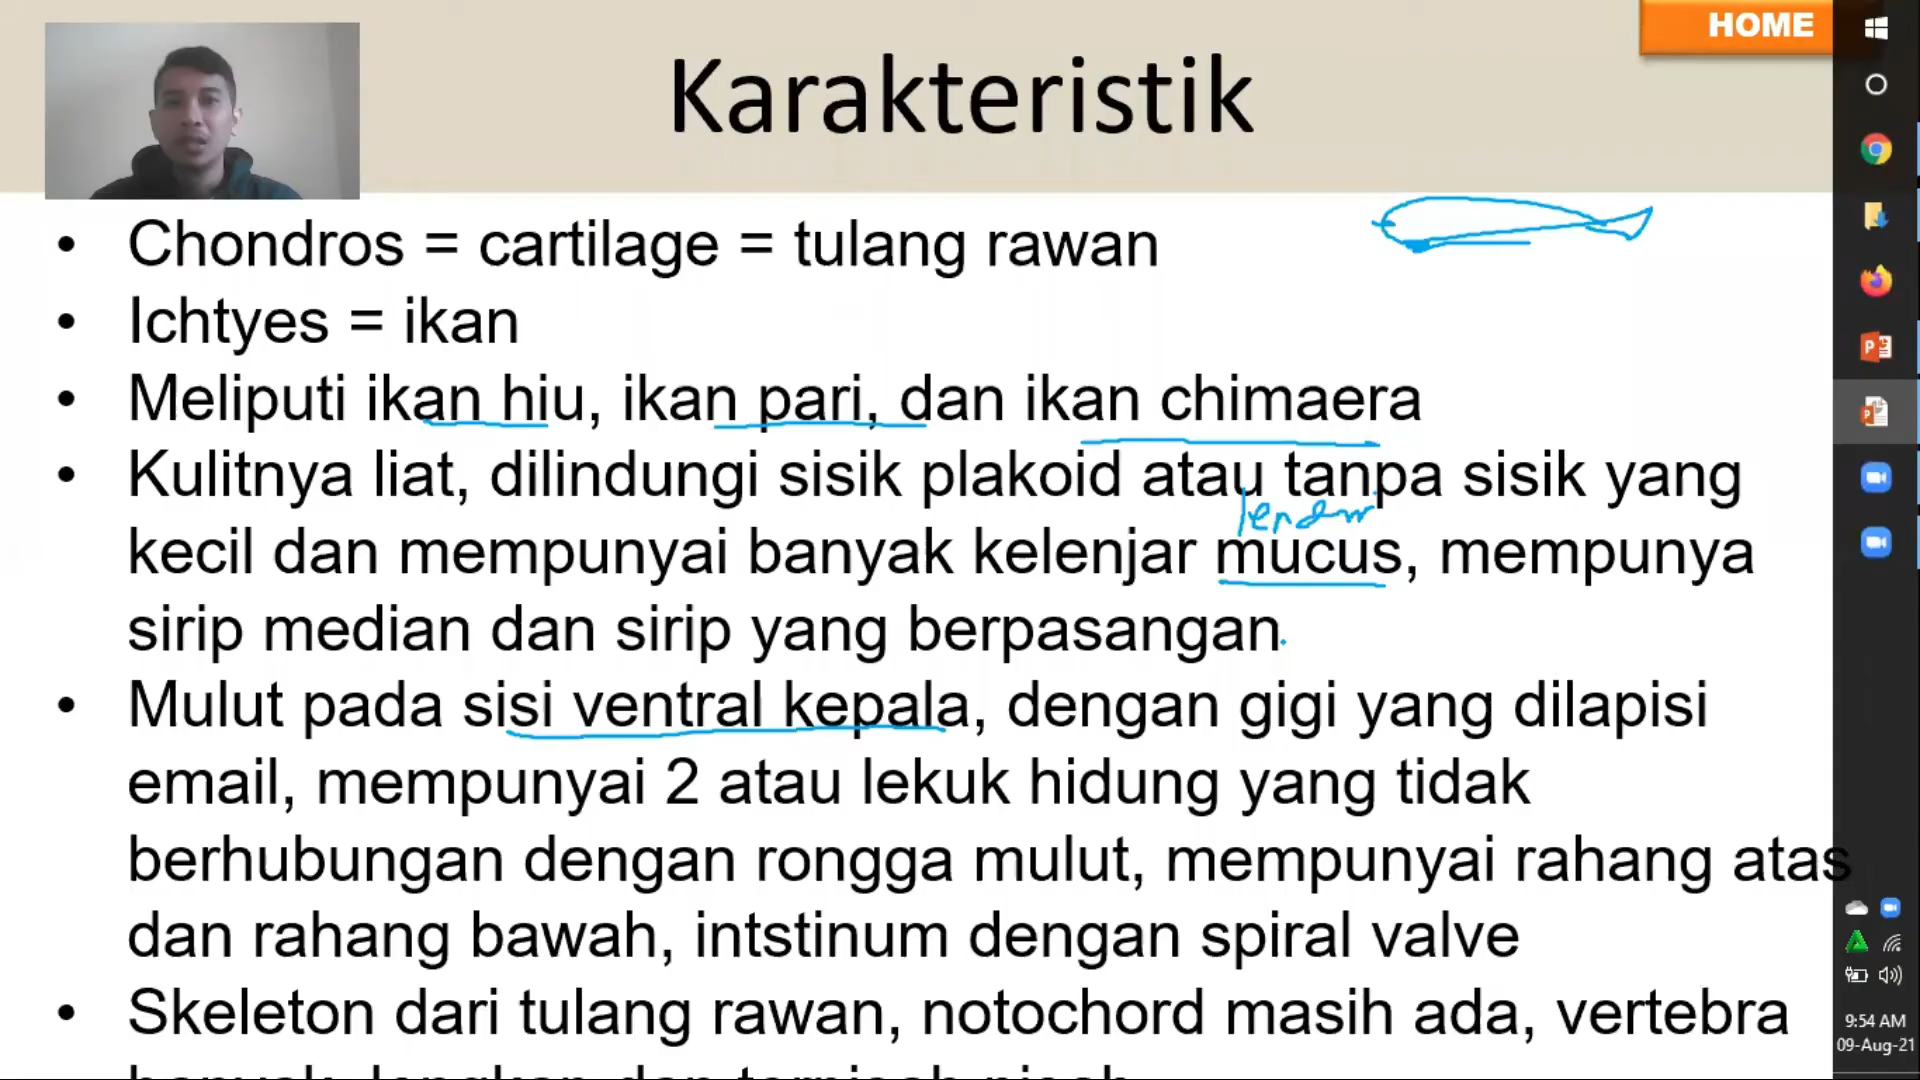 HOME
Karakteristik
• Chondros = cartilage = tulang rawan
• Ichtyes = ikan
• Meliputi ikan hiu, ikan pari, dan ikan chimaera
• Kulitnya liat, dilindungi sisik plakoid atau tanpa sisik yang
lendir
kecil dan mempunyai banyak kelenjar mucus, mempunya
sirip median dan sirip yang berpasangan.
• Mulut pada sisi ventral kepala, dengan gigi yang dilapisi
email, mempunyai 2 atau lekuk hidung yang tidak
berhubungan dengan rongga mulut, mempunyai rahang atas
dan rahang bawah, intstinum dengan spiral valve
• Skeleton dari tulang rawan, notochord masih ada, vertebra
9:54 AM
09-Aug-21